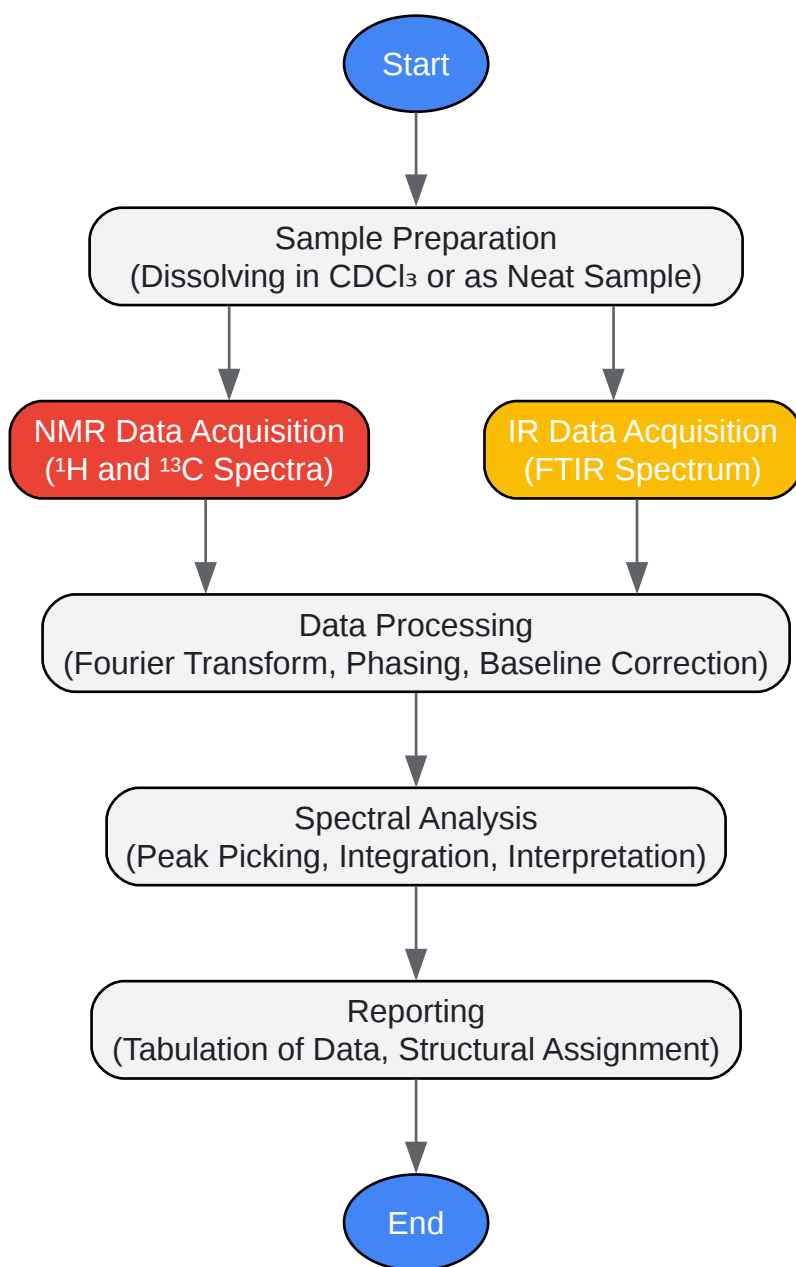 Start
Sample Preparation
(Dissolving in CDCl₃ or as Neat Sample)
NMR Data Acquisition
(¹H and ¹³C Spectra)
IR Data Acquisition
(FTIR Spectrum)
Data Processing
(Fourier Transform, Phasing, Baseline Correction)
Spectral Analysis
(Peak Picking, Integration, Interpretation)
Reporting
(Tabulation of Data, Structural Assignment)
End